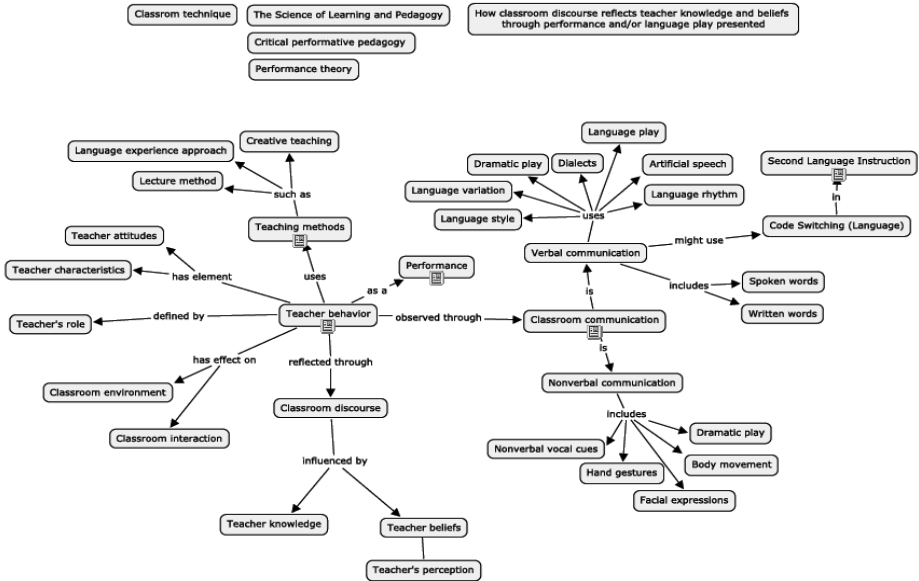 Classrom technique
The Science of Learning and Pedagogy
How classroom discourse reflects teacher knowledge and beliefs
through performance and/or language play presented
Critical performative pedagogy
Performance theory
Creative teaching
Language experience approach
Lecture method
such as
Teaching methods
Teacher attitudes
Teacher characteristics
has element
uses
as a
Performance
Teacher's role
defined by
Teacher behavior
observed through
has effect on
reflected through
Classroom environment
Classroom interaction
Classroom discourse
influenced by
Teacher knowledge
Teacher beliefs
Teacher's perception
Language play
Dramatic play
Dialects
Artificial speech
Language variation
Language rhythm
Language style
uses
Second Language Instruction
in
Code Switching (Language)
might use
Verbal communication
includes
Spoken words
Written words
is
Classroom communication
is
Nonverbal communication
includes
Dramatic play
Nonverbal vocal cues
Body movement
Hand gestures
Facial expressions